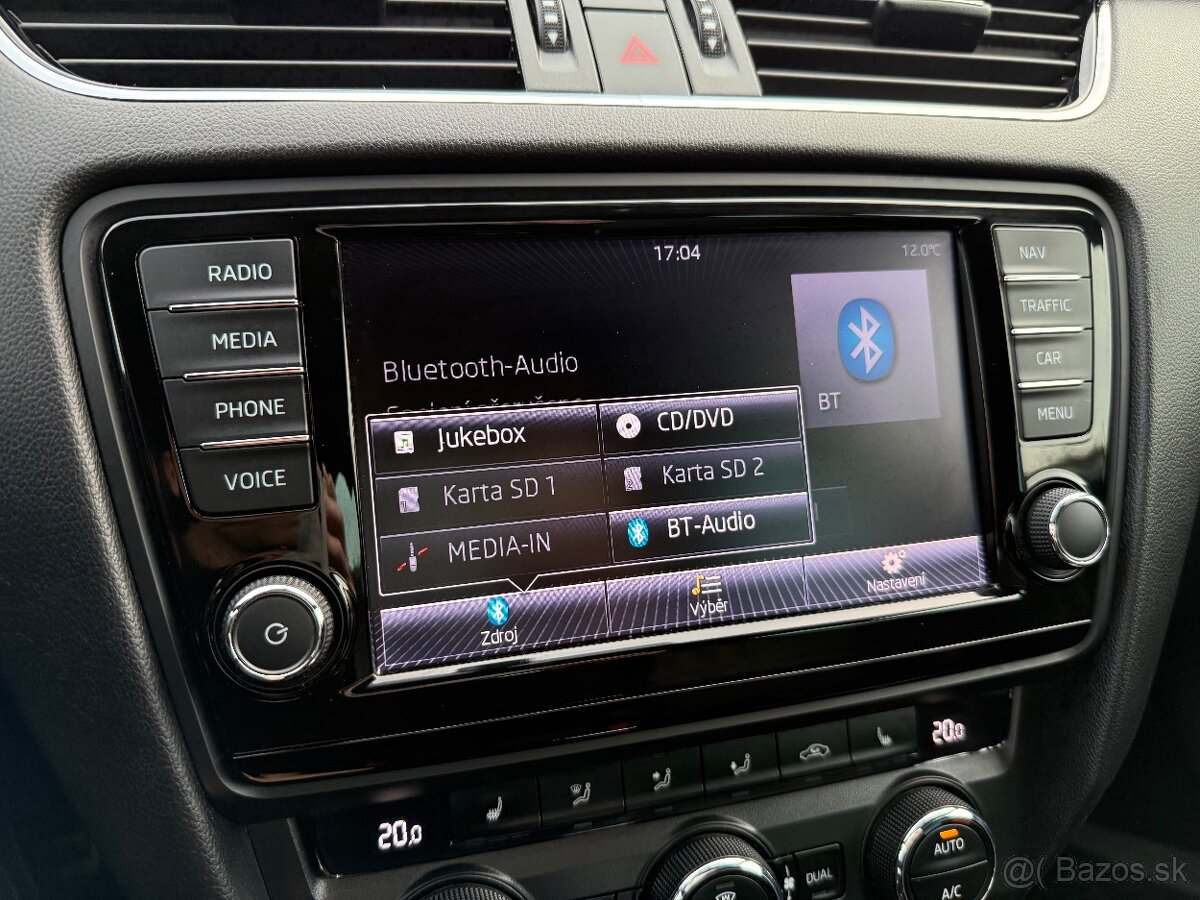 17:04
12.0°C
RADIO
MEDIA
PHONE
VOICE
NAV
TRAFFIC
CAR
MENU
Bluetooth-Audio
BT
Jukebox
CD/DVD
Karta SD 1
Karta SD 2
MEDIA-IN
BT-Audio
Zdroj
Výběr
Nastavení
20.0
20.0
DUAL
AUTO
A/C
@( Bazos.sk